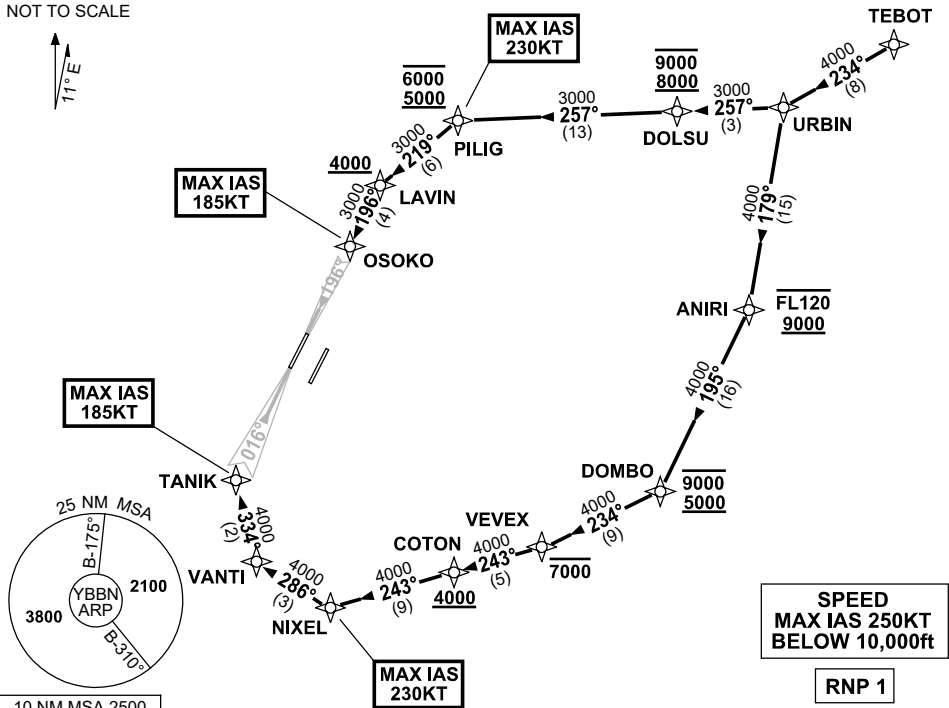 NOT TO SCALE
11° E
TEBOT
MAX IAS
230KT
4000
234°
(8)
6000
5000
9000
8000
3000
257°
(13)
3000
257°
(3)
URBIN
DOLSU
PILIG
3000
219°
(6)
4000
LAVIN
MAX IAS
185KT
3000
196°
(4)
OSOKO
196°
4000
179°
(15)
ANIRI
FL120
9000
4000
195°
(16)
MAX IAS
185KT
016°
TANIK
DOMBO
9000
5000
4000
234°
(9)
VEVEX
7000
4000
243°
(5)
COTON
4000
4000
243°
(9)
4000
334°
(2)
VANTI
4000
286°
(3)
NIXEL
MAX IAS
230KT
25 NM MSA
B-175°
2100
YBBN
ARP
3800
B-310°
10 NM MSA 2500
SPEED
MAX IAS 250KT
BELOW 10,000ft
RNP 1